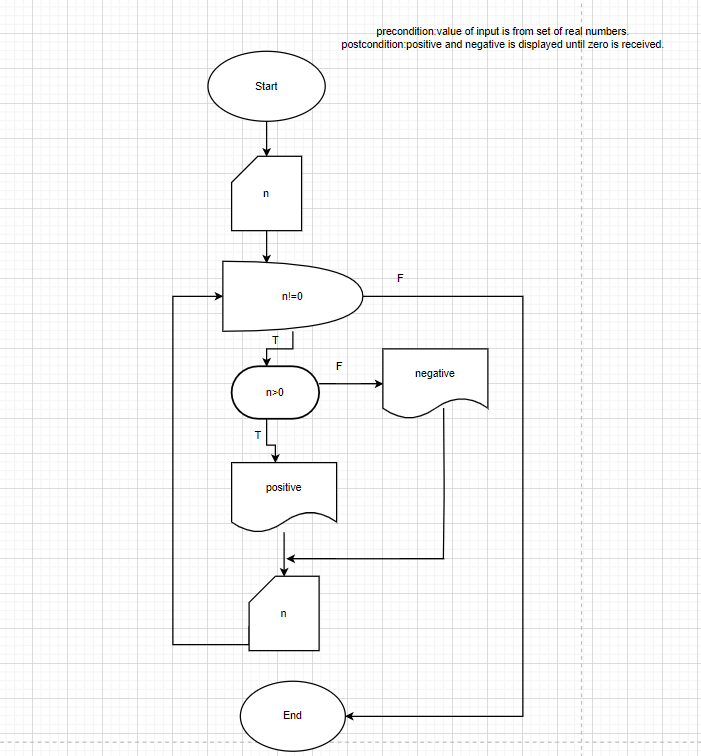 precondition:value of input is from set of real numbers.
postcondition:positive and negative is displayed until zero is received.
Start
n
n!=0
F
T
n>0
F
negative
T
positive
n
End